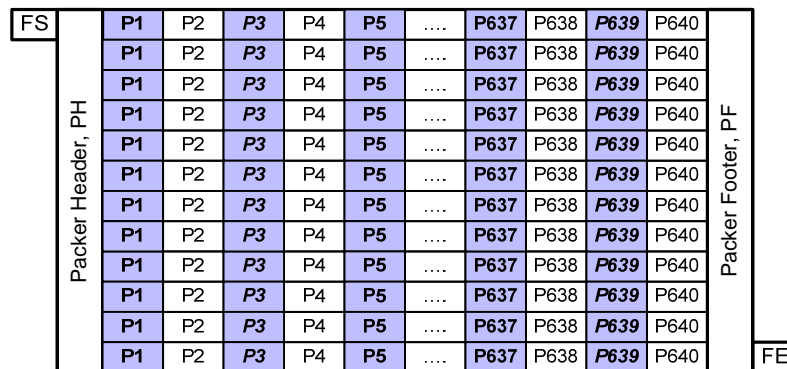 FS P1 P2 P3 P4 P5 .... P637 P638 P639 P640
P1 P2 P3 P4 P5 .... P637 P638 P639 P640
P1 P2 P3 P4 P5 .... P637 P638 P639 P640
P1 P2 P3 P4 P5 .... P637 P638 P639 P640
P1 P2 P3 P4 P5 .... P637 P638 P639 P640
P1 P2 P3 P4 P5 .... P637 P638 P639 P640
P1 P2 P3 P4 P5 .... P637 P638 P639 P640
P1 P2 P3 P4 P5 .... P637 P638 P639 P640
P1 P2 P3 P4 P5 .... P637 P638 P639 P640
P1 P2 P3 P4 P5 .... P637 P638 P639 P640
P1 P2 P3 P4 P5 .... P637 P638 P639 P640
P1 P2 P3 P4 P5 .... P637 P638 P639 P640 FE
Packer Header, PH
Packer Footer, PF